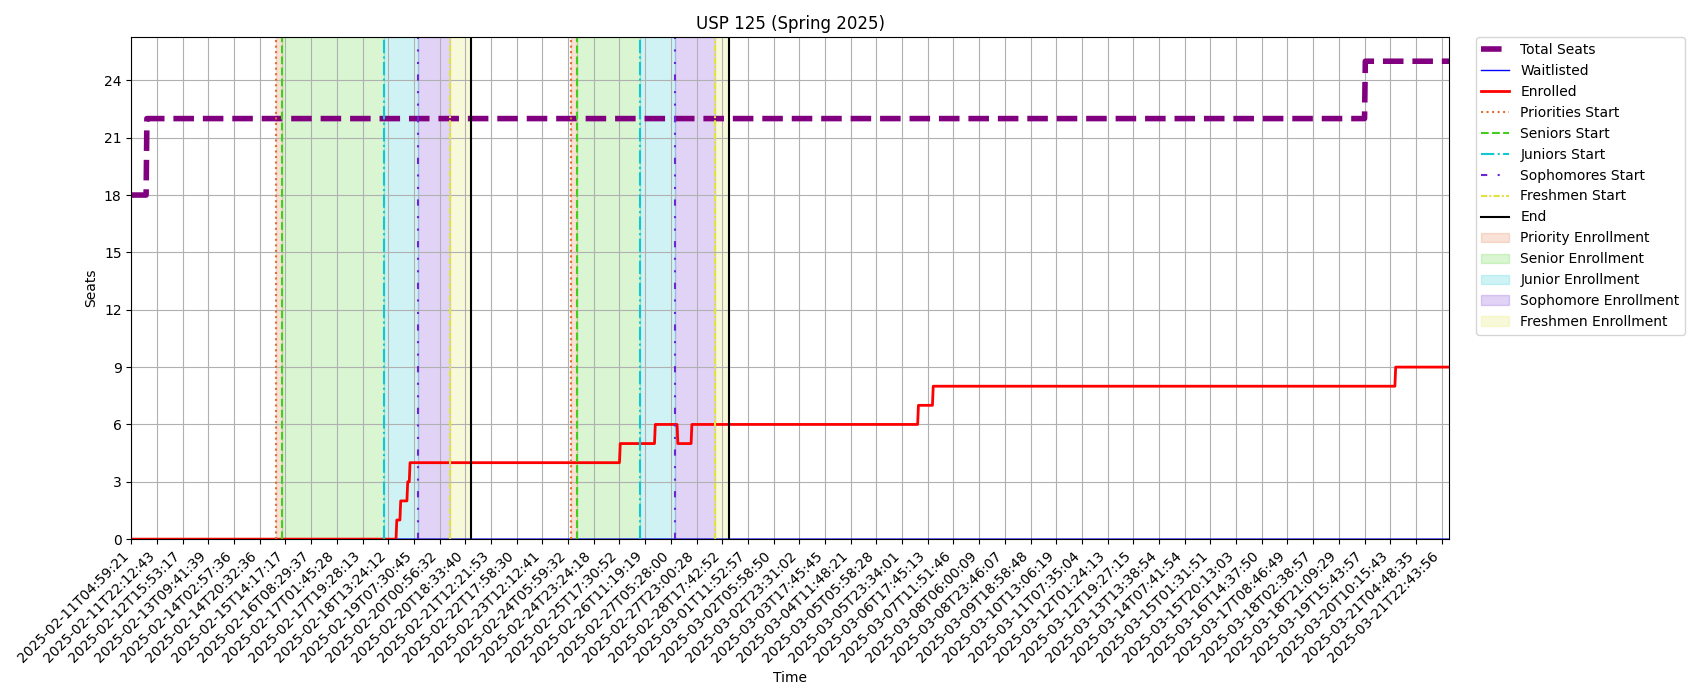 USP 125 (Spring 2025)
Seats
24
21
18
15
12
9
6
3
0
2025-02-11T04:59:21
2025-02-11T22:12:43
2025-02-12T15:53:17
2025-02-13T09:41:39
2025-02-14T02:57:36
2025-02-14T20:32:36
2025-02-15T14:17:17
2025-02-16T08:29:37
2025-02-17T01:45:28
2025-02-17T19:28:13
2025-02-18T13:24:12
2025-02-19T07:30:45
2025-02-20T00:56:32
2025-02-20T18:33:40
2025-02-21T12:21:53
2025-02-22T17:58:30
2025-02-23T12:12:41
2025-02-24T05:59:32
2025-02-24T23:24:18
2025-02-25T17:30:52
2025-02-26T11:19:19
2025-02-27T05:28:00
2025-02-27T23:00:28
2025-02-28T17:42:52
2025-03-01T11:52:57
2025-03-02T05:58:50
2025-03-02T23:31:02
2025-03-03T17:45:45
2025-03-04T11:48:21
2025-03-05T05:58:28
2025-03-05T23:34:01
2025-03-06T17:45:13
2025-03-07T11:51:46
2025-03-08T06:00:09
2025-03-08T23:46:07
2025-03-09T18:58:48
2025-03-10T13:06:19
2025-03-11T07:35:04
2025-03-12T01:24:13
2025-03-12T19:27:15
2025-03-13T13:38:54
2025-03-14T07:41:54
2025-03-15T01:31:51
2025-03-15T20:13:03
2025-03-16T14:37:50
2025-03-17T08:46:49
2025-03-18T02:38:57
2025-03-18T21:09:29
2025-03-19T15:43:57
2025-03-20T10:15:43
2025-03-21T04:48:35
2025-03-21T22:43:56
Time
Total Seats
Waitlisted
Enrolled
Priorities Start
Seniors Start
Juniors Start
Sophomores Start
Freshmen Start
End
Priority Enrollment
Senior Enrollment
Junior Enrollment
Sophomore Enrollment
Freshmen Enrollment